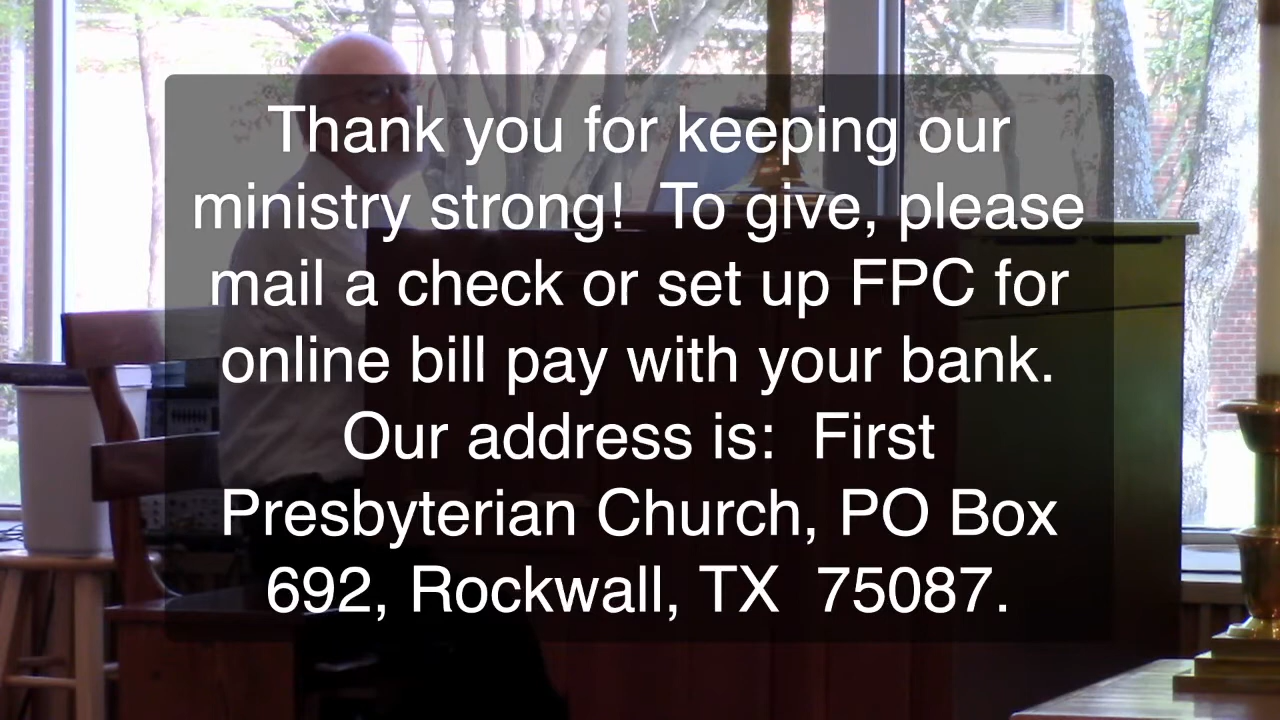 Thank you for keeping our
ministry strong!  To give, please
mail a check or set up FPC for
online bill pay with your bank.
Our address is:  First
Presbyterian Church, PO Box
692, Rockwall, TX  75087.